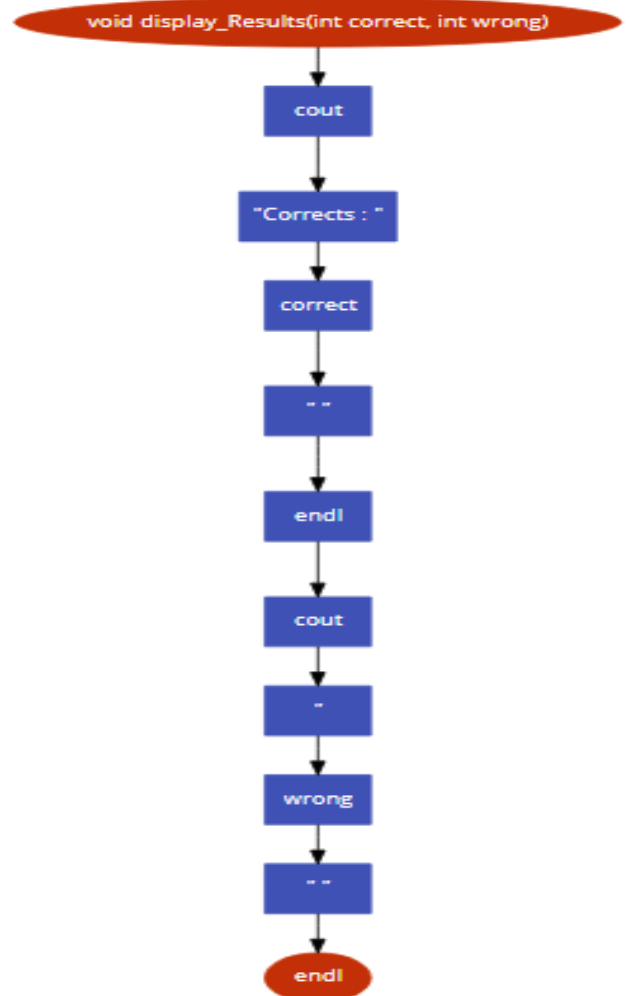 void display_Results(int correct, int wrong)
cout
"Corrects : "
correct
" "
endl
cout
"
wrong
" "
endl